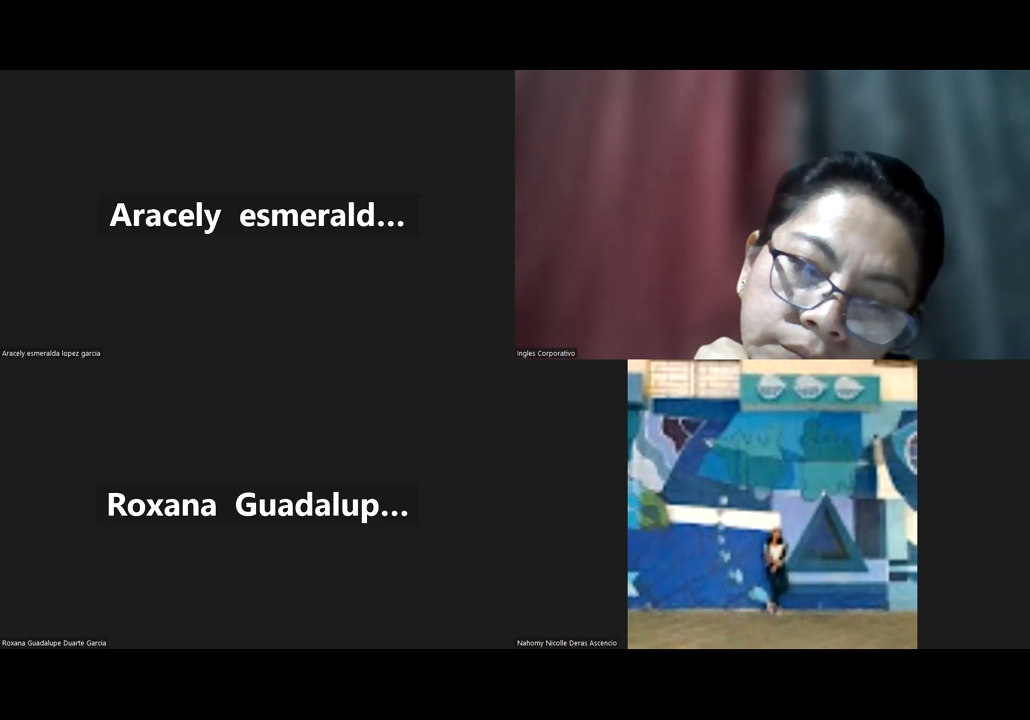 Aracely esmerald...
Aracely esmeralda lopez garcia
Ingles Corporativo
Roxana Guadalup...
Roxana Guadalupe Duarte Garcia
Nahomy Nicolle Deras Ascencio